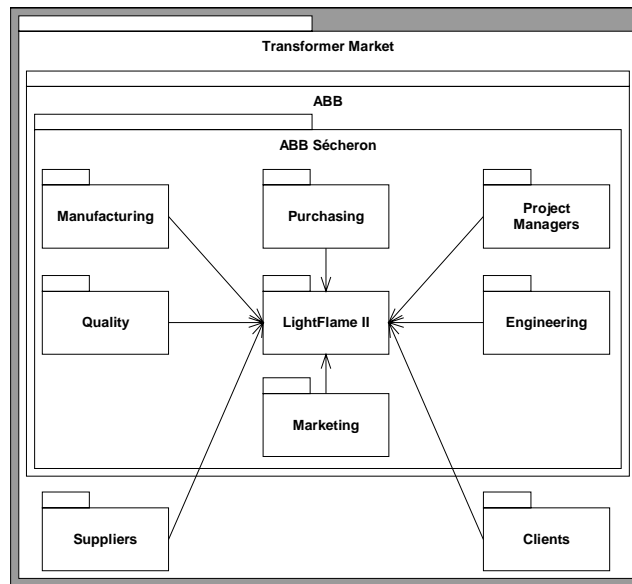 Transformer Market
ABB
ABB Sécheron
Manufacturing
Purchasing
Project
Managers
Quality
LightFlame II
Engineering
Marketing
Suppliers
Clients